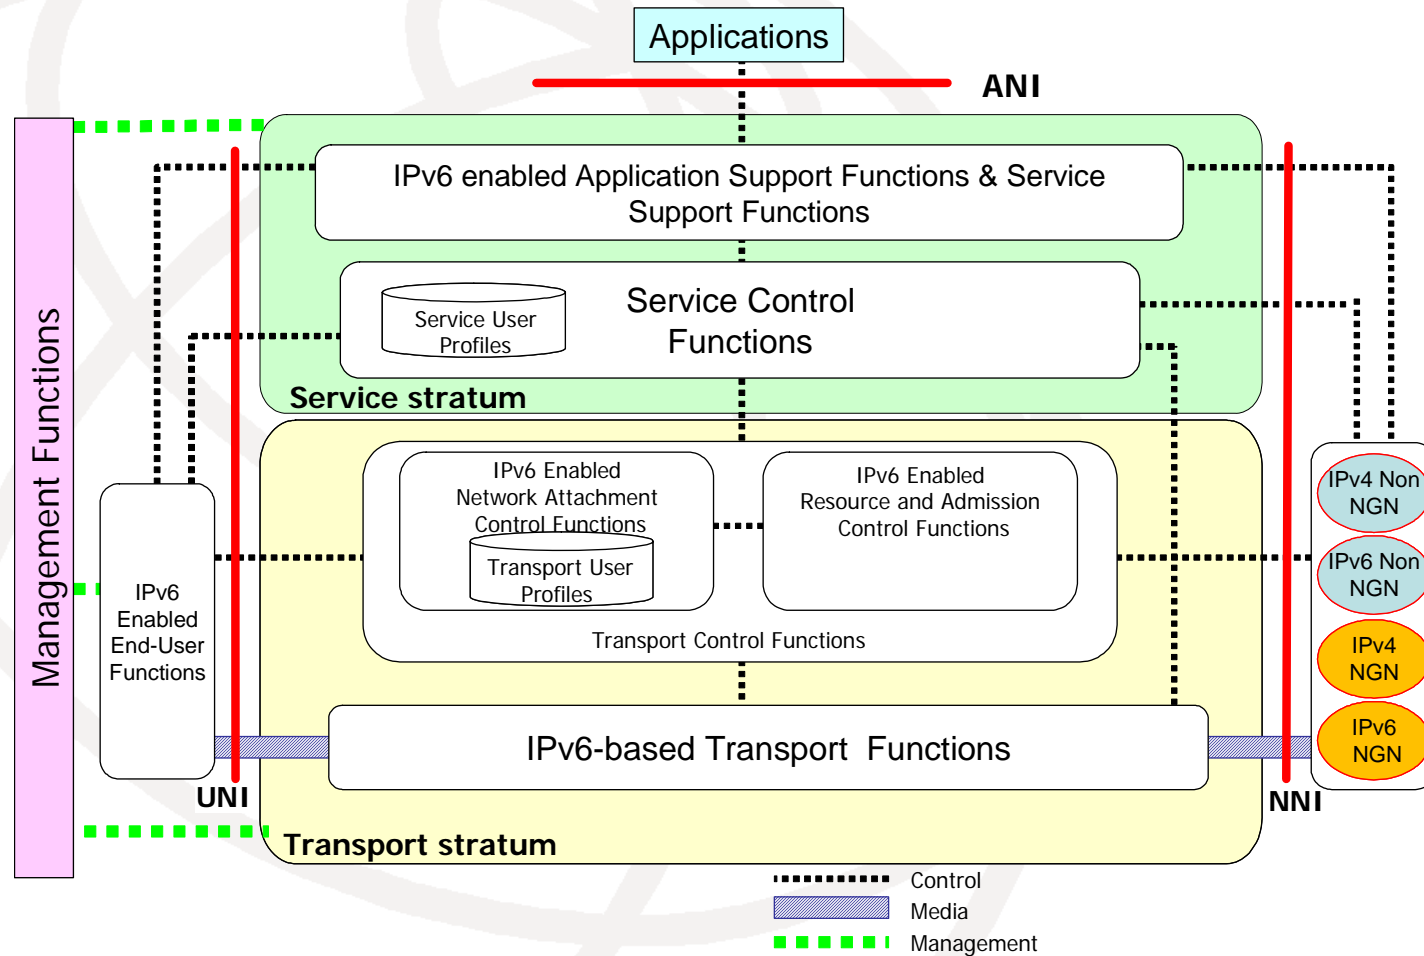 Applications
ANI
IPv6 enabled Application Support Functions & Service
Support Functions
Service Control
Functions
Service User
Profiles
Service stratum
Management Functions
IPv6 Enabled
Network Attachment
Control Functions
Transport User
Profiles
IPv6 Enabled
Resource and Admission
Control Functions
Transport Control Functions
IPv6
Enabled
End-User
Functions
IPv4 Non
NGN
IPv6 Non
NGN
IPv4
NGN
IPv6
NGN
IPv6-based Transport Functions
UNI
NNI
Transport stratum
Control
Media
Management